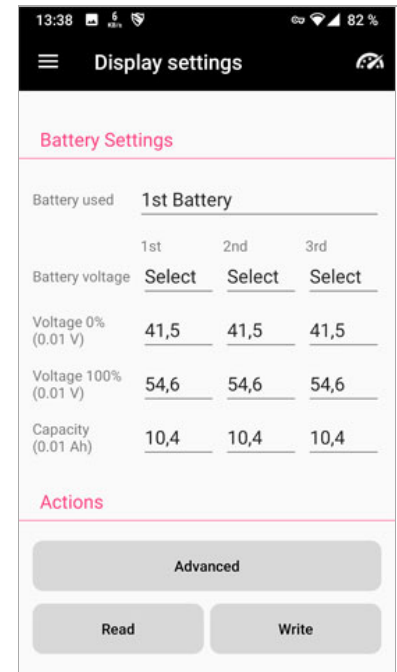 13:38 6 KB/s 82 %
Display settings
Battery Settings
Battery used 1st Battery
1st 2nd 3rd
Battery voltage Select Select Select
Voltage 0%
(0.01 V) 41,5 41,5 41,5
Voltage 100%
(0.01 V) 54,6 54,6 54,6
Capacity
(0.01 Ah) 10,4 10,4 10,4
Actions
Advanced
Read Write